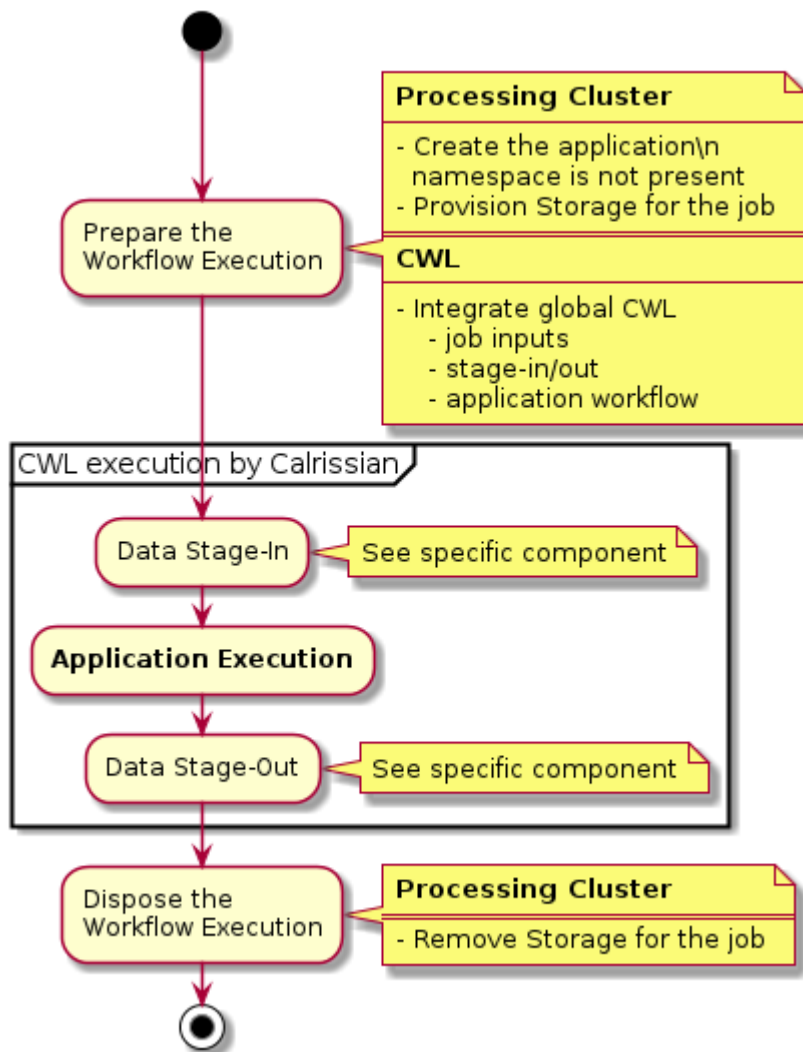 Processing Cluster
- Create the application\n
namespace is not present
- Provision Storage for the job
Prepare the
Workflow Execution
CWL
- Integrate global CWL
- job inputs
- stage-in/out
- application workflow
CWL execution by Calrissian
Data Stage-In
See specific component
Application Execution
Data Stage-Out
See specific component
Dispose the
Workflow Execution
Processing Cluster
- Remove Storage for the job